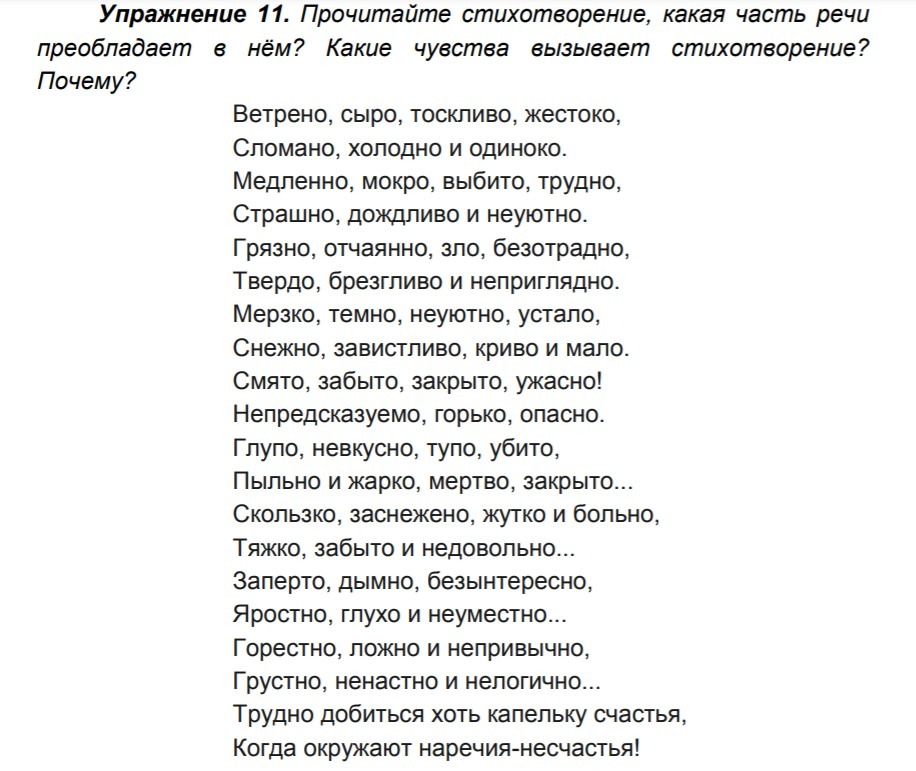 Упражнение 11. Прочитайте стихотворение, какая часть речи
преобладает в нём? Какие чувства вызывает стихотворение?
Почему?
Ветрено, сыро, тоскливо, жестоко,
Сломано, холодно и одиноко.
Медленно, мокро, выбито, трудно,
Страшно, дождливо и неуютно.
Грязно, отчаянно, зло, безотрадно,
Твердо, брезгливо и неприглядно.
Мерзко, темно, неуютно, устало,
Снежно, завистливо, криво и мало.
Смято, забыто, закрыто, ужасно!
Непредсказуемо, горько, опасно.
Глупо, невкусно, тупо, убито,
Пыльно и жарко, мертво, закрыто...
Скользко, заснежено, жутко и больно,
Тяжко, забыто и недовольно...
Заперто, дымно, безынтересно,
Яростно, глухо и неуместно...
Горестно, ложно и непривычно,
Грустно, ненастно и нелогично...
Трудно добиться хоть капельку счастья,
Когда окружают наречия-несчастья!